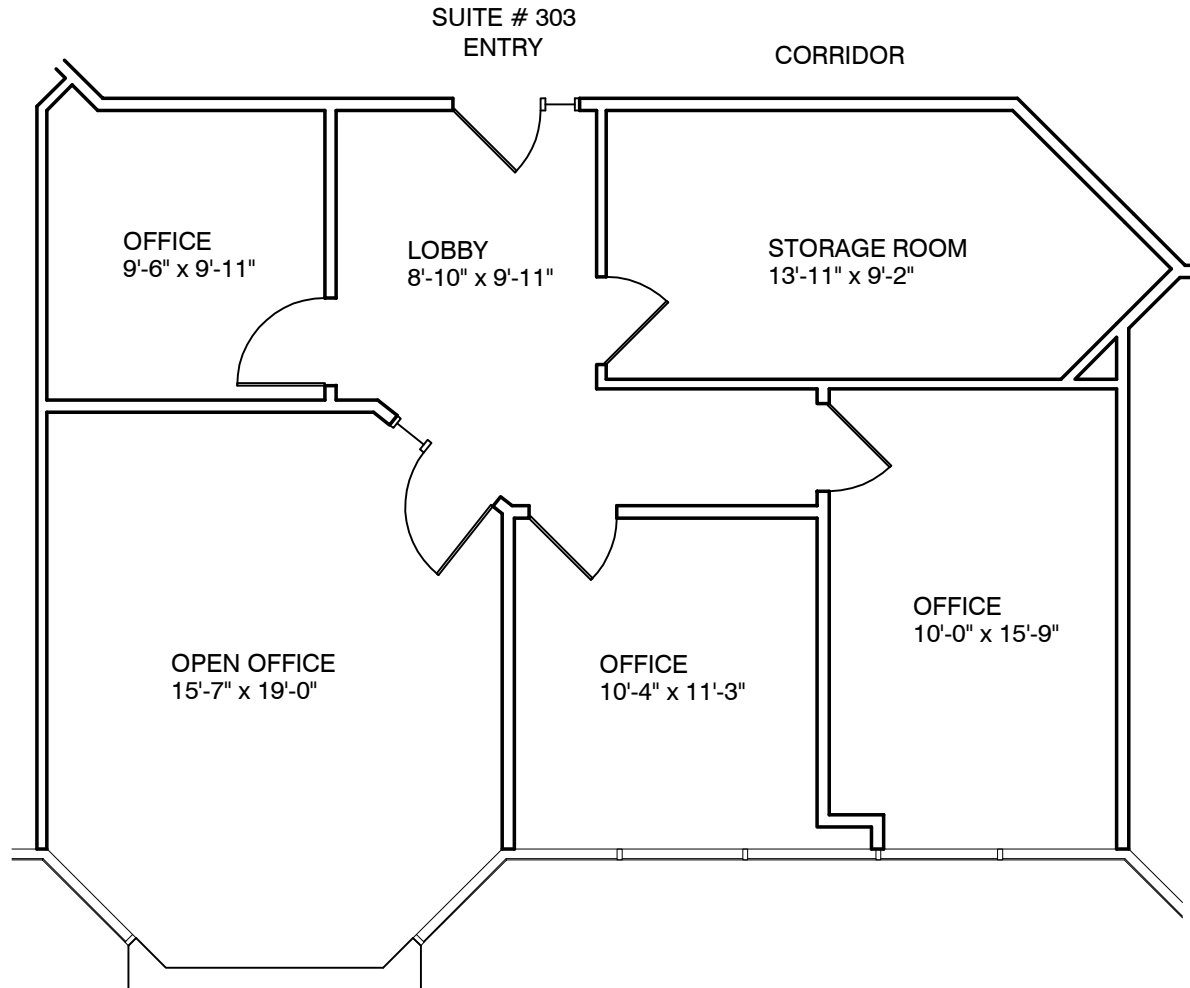 SUITE # 303
ENTRY
CORRIDOR
OFFICE
9'-6" x 9'-11"
LOBBY
8'-10" x 9'-11"
STORAGE ROOM
13'-11" x 9'-2"
OPEN OFFICE
15'-7" x 19'-0"
OFFICE
10'-4" x 11'-3"
OFFICE
10'-0" x 15'-9"